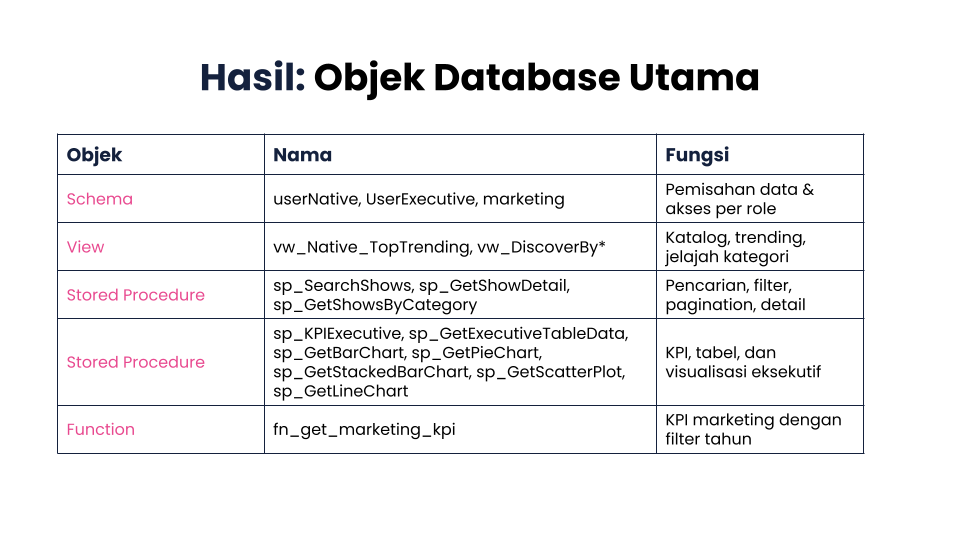 Hasil: Objek Database Utama
Objek
Nama
Fungsi
Schema
userNative, UserExecutive, marketing
Pemisahan data &
akses per role
View
vw_Native_TopTrending, vw_DiscoverBy*
Katalog, trending,
jelajah kategori
Stored Procedure
sp_SearchShows, sp_GetShowDetail,
sp_GetShowsByCategory
Pencarian, filter,
pagination, detail
Stored Procedure
sp_KPIExecutive, sp_GetExecutiveTableData,
sp_GetBarChart, sp_GetPieChart,
sp_GetStackedBarChart, sp_GetScatterPlot,
sp_GetLineChart
KPI, tabel, dan
visualisasi eksekutif
Function
fn_get_marketing_kpi
KPI marketing dengan
filter tahun